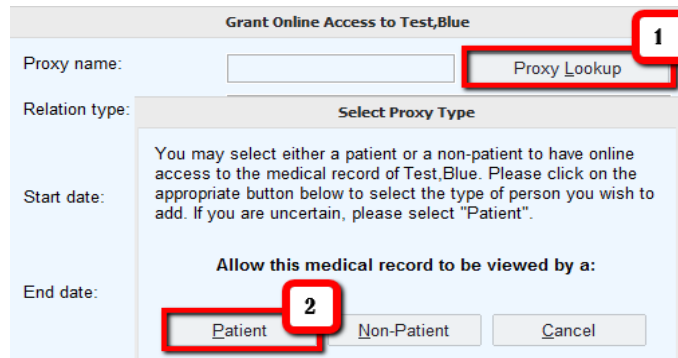 Grant Online Access to Test,Blue
1
Proxy name:
Proxy Lookup
Relation type:
Select Proxy Type
You may select either a patient or a non-patient to have online
access to the medical record of Test,Blue. Please click on the
appropriate button below to select the type of person you wish to
add. If you are uncertain, please select "Patient".
Start date:
Allow this medical record to be viewed by a:
End date:
2
Patient
Non-Patient
Cancel